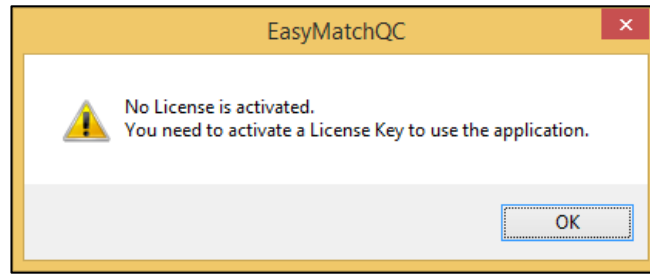 EasyMatchQC
No License is activated.
You need to activate a License Key to use the application.
OK